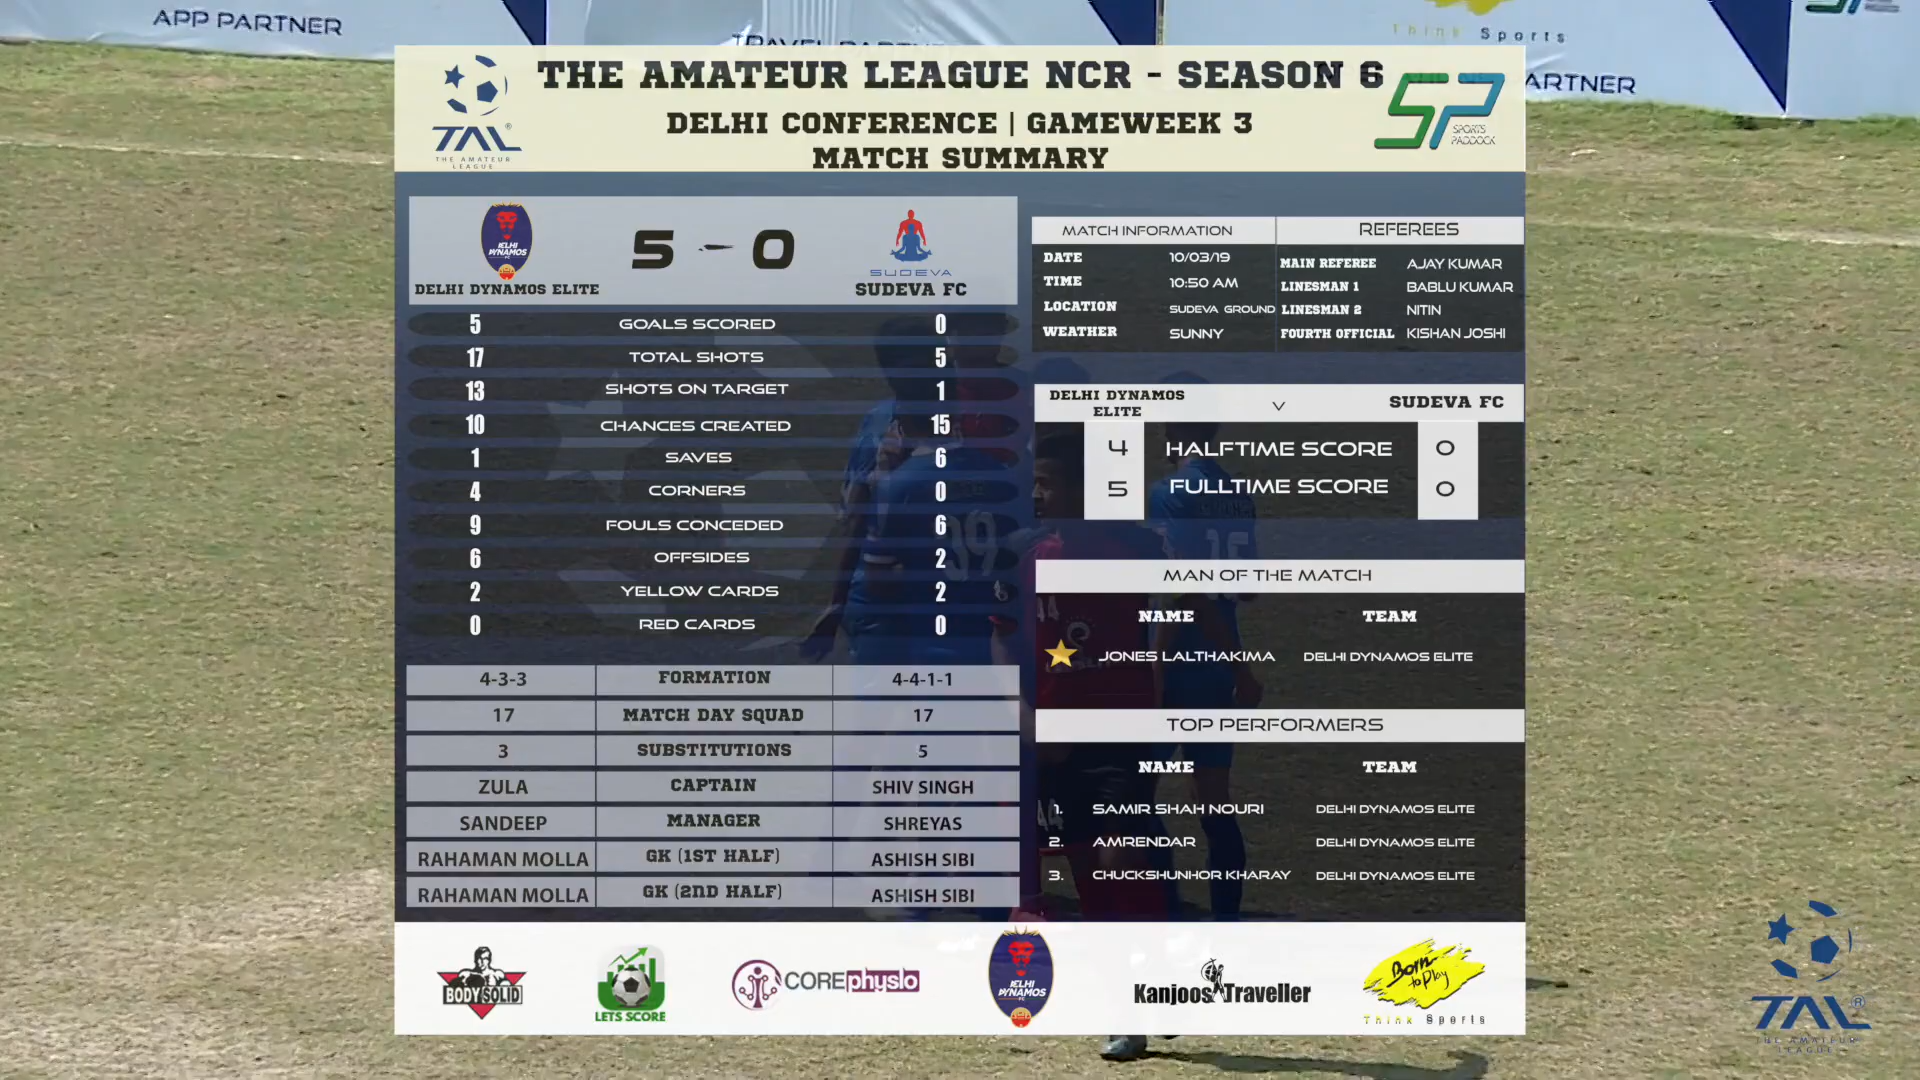 APP PARTNER
Think Sports
ARTNER
THE AMATEUR LEAGUE NCR - SEASON 6
DELHI CONFERENCE | GAMEWEEK 3
MATCH SUMMARY
TAL®
THE AMATEUR
LEAGUE
SP
SPORTS
PADDOCK
DELHI
DYNAMOS
FC
5 - 0
SUDEVA
DELHI DYNAMOS ELITE
SUDEVA FC
5 GOALS SCORED 0
17 TOTAL SHOTS 5
13 SHOTS ON TARGET 1
10 CHANCES CREATED 15
1 SAVES 6
4 CORNERS 0
9 FOULS CONCEDED 6
6 OFFSIDES 2
2 YELLOW CARDS 2
0 RED CARDS 0
4-3-3 FORMATION 4-4-1-1
17 MATCH DAY SQUAD 17
3 SUBSTITUTIONS 5
ZULA CAPTAIN SHIV SINGH
SANDEEP MANAGER SHREYAS
RAHAMAN MOLLA GK (1ST HALF) ASHISH SIBI
RAHAMAN MOLLA GK (2ND HALF) ASHISH SIBI
MATCH INFORMATION
DATE 10/03/19
TIME 10:50 AM
LOCATION SUDEVA GROUND
WEATHER SUNNY
REFEREES
MAIN REFEREE AJAY KUMAR
LINESMAN 1 BABLU KUMAR
LINESMAN 2 NITIN
FOURTH OFFICIAL KISHAN JOSHI
DELHI DYNAMOS
ELITE
V
SUDEVA FC
4 HALFTIME SCORE 0
5 FULLTIME SCORE 0
MAN OF THE MATCH
NAME TEAM
JONES LALTHAKIMA DELHI DYNAMOS ELITE
TOP PERFORMERS
NAME TEAM
1. SAMIR SHAH NOURI DELHI DYNAMOS ELITE
2. AMRENDAR DELHI DYNAMOS ELITE
3. CHUCKSHUNHOR KHARAY DELHI DYNAMOS ELITE
BODY SOLID
LETS SCORE
COREphysio
DELHI
DYNAMOS
FC
Kanjoos Traveller
Born
to Play
Think Sports
TAL®
THE AMATEUR
LEAGUE